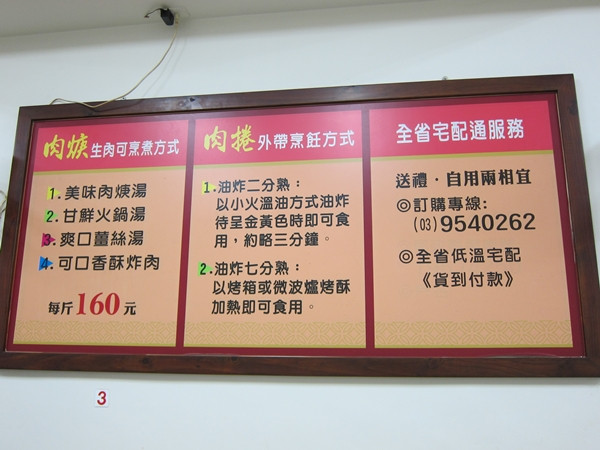 肉焿生肉可烹煮方式
1.美味肉焿湯
2.甘鮮火鍋湯
3.爽口薑絲湯
4.可口香酥炸肉
每斤160元
肉捲外帶烹飪方式
1.油炸二分熟：
以小火溫油方式油炸
待呈金黃色時即可食
用，約略三分鐘。
2.油炸七分熟：
以烤箱或微波爐烤酥
加熱即可食用。
全省宅配通服務
送禮．自用兩相宜
◎訂購專線：
(03)9540262
◎全省低溫宅配
《貨到付款》
3